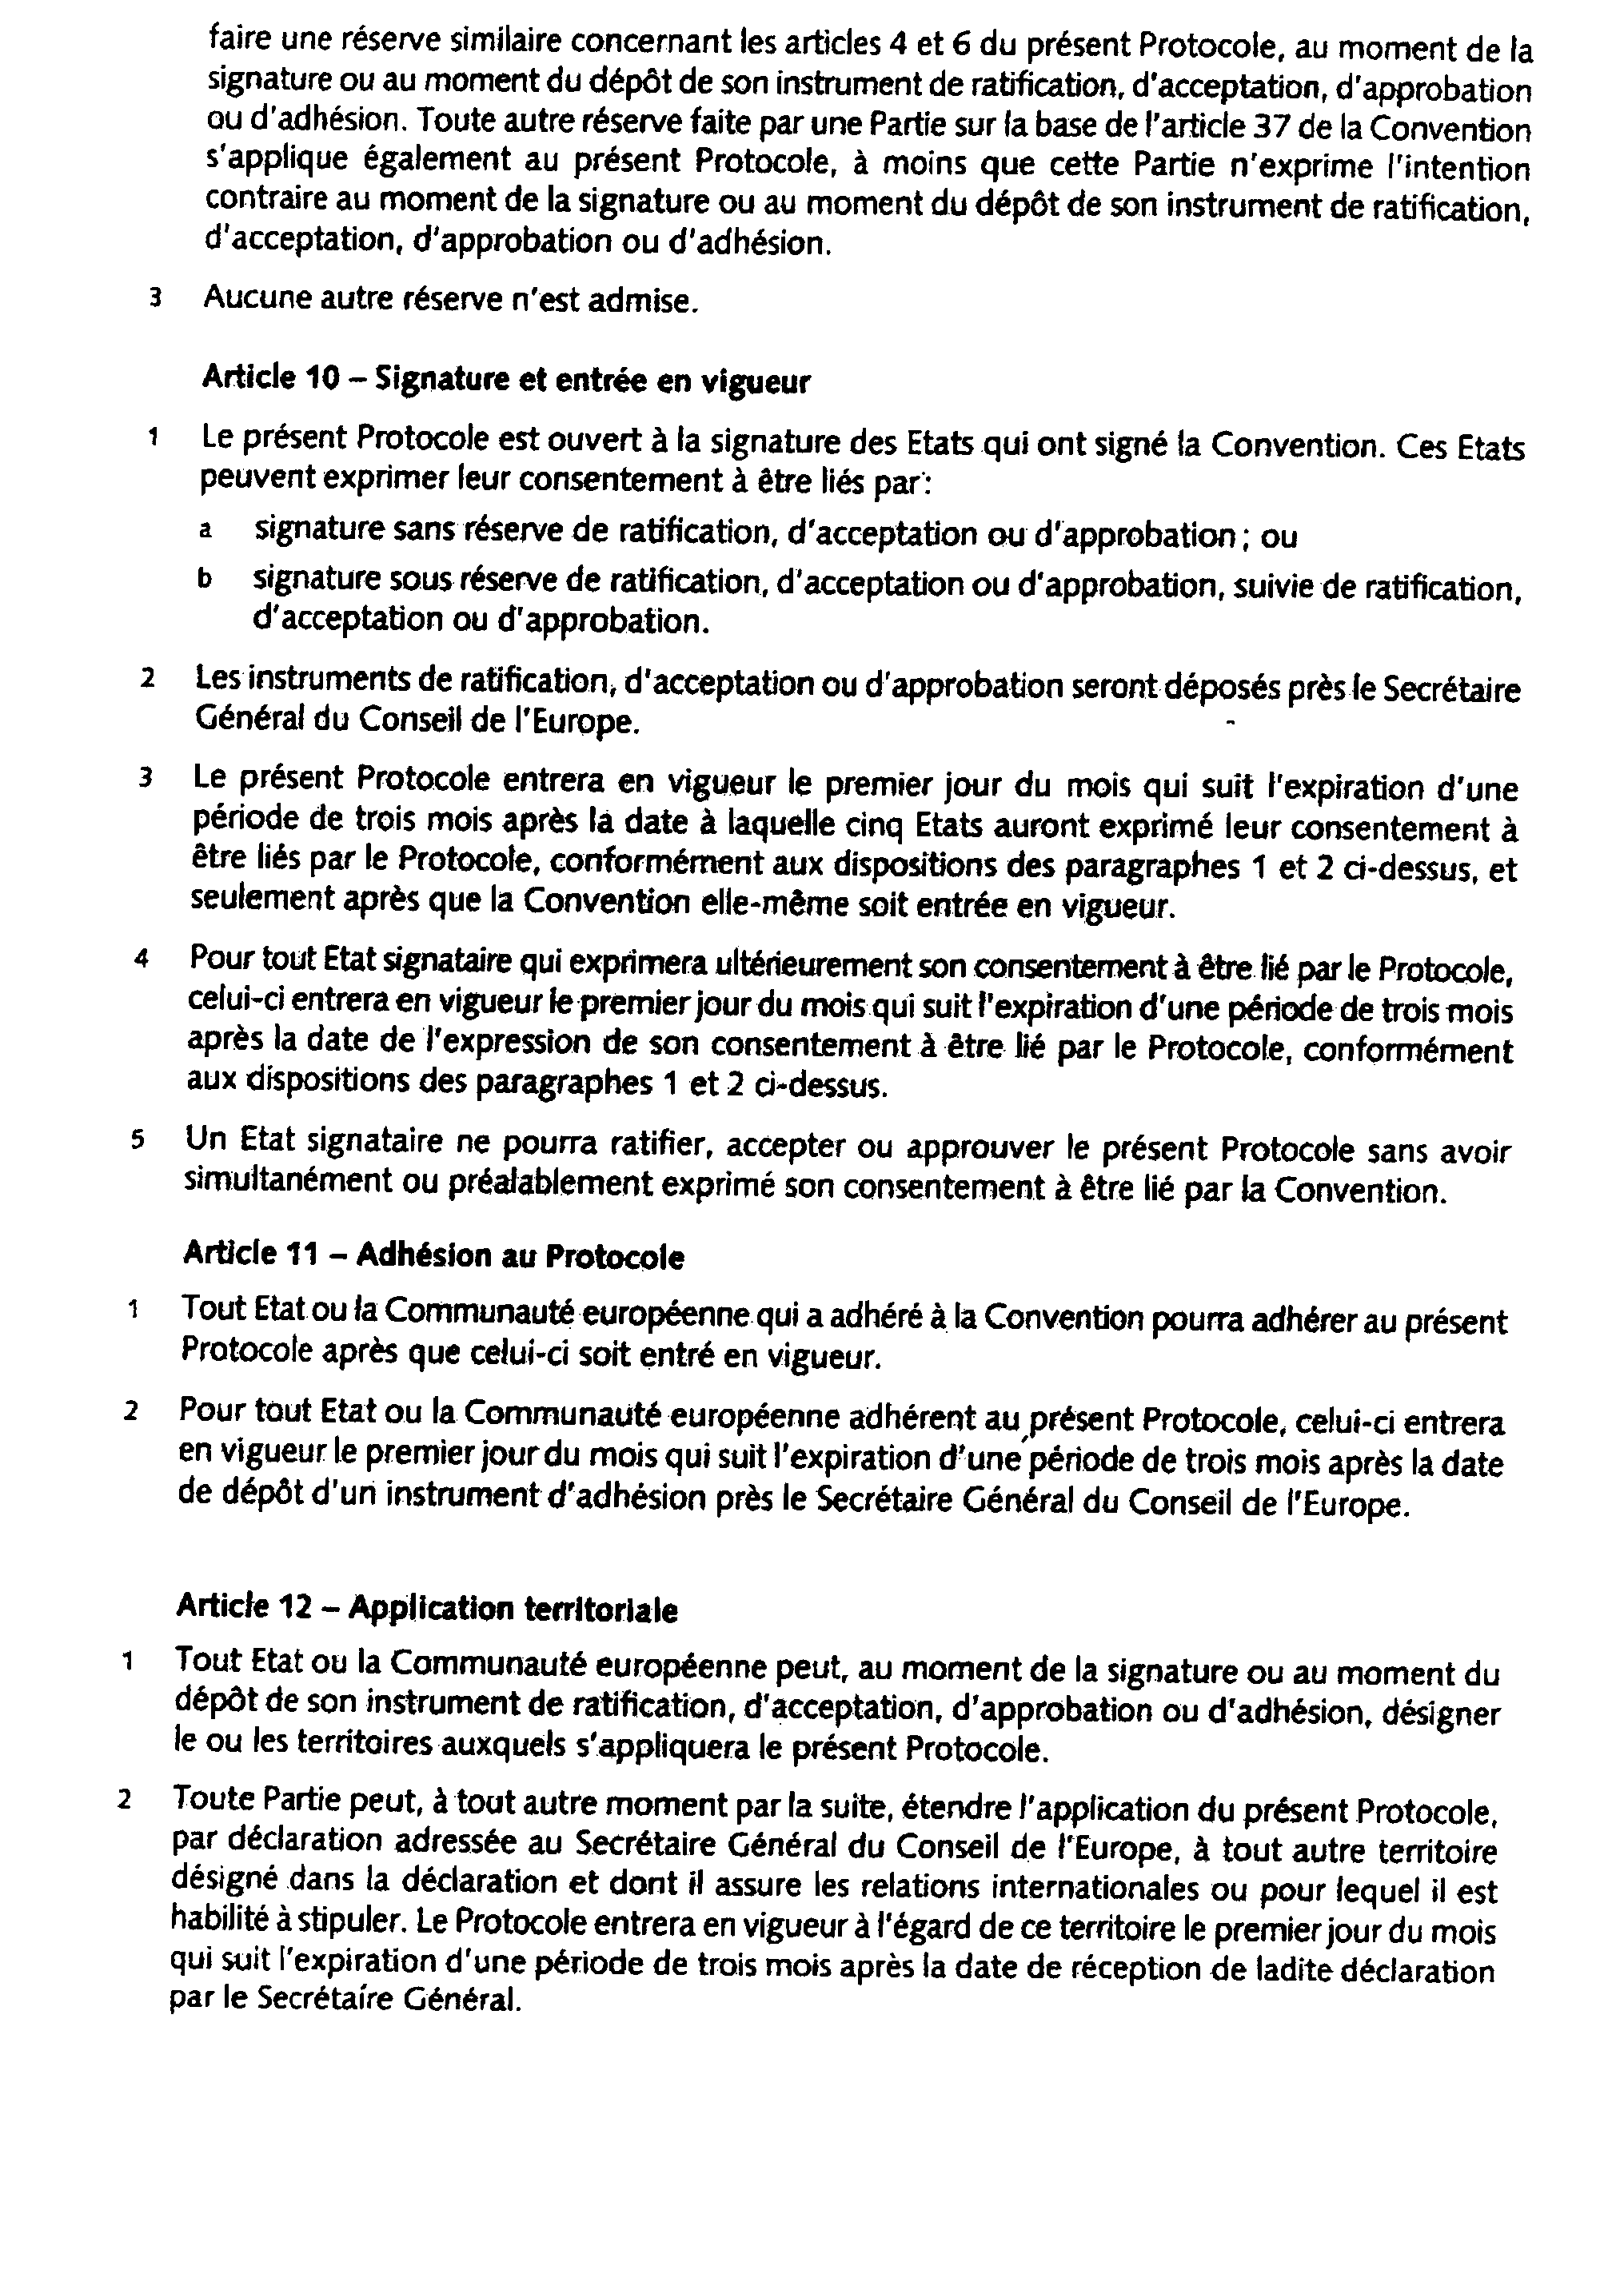 faire une réserve similaire concernant les articles 4 et 6 du présent Protocole, au moment de la
signature ou au moment du dépôt de son instrument de ratification, d'acceptation, d'approbation
ou d'adhésion. Toute autre réserve faite par une Partie sur la base de l'article 37 de la Convention
s'applique également au présent Protocole, à moins que cette Partie n'exprime l'intention
contraire au moment de la signature ou au moment du dépôt de son instrument de ratification,
d'acceptation, d'approbation ou d'adhésion.
3 Aucune autre réserve n'est admise.
Article 10 – Signature et entrée en vigueur
1 Le présent Protocole est ouvert à la signature des Etats qui ont signé la Convention. Ces Etats
peuvent exprimer leur consentement à être liés par :
a signature sans réserve de ratification, d'acceptation ou d'approbation ; ou
b signature sous réserve de ratification, d'acceptation ou d'approbation, suivie de ratification,
d'acceptation ou d'approbation.
2 Les instruments de ratification, d'acceptation ou d'approbation seront déposés près le Secrétaire
Général du Conseil de l'Europe.
3 Le présent Protocole entrera en vigueur le premier jour du mois qui suit l'expiration d'une
période de trois mois après la date à laquelle cinq Etats auront exprimé leur consentement à
être liés par le Protocole, conformément aux dispositions des paragraphes 1 et 2 ci-dessus, et
seulement après que la Convention elle-même soit entrée en vigueur.
4 Pour tout Etat signataire qui exprimera ultérieurement son consentement à être lié par le Protocole,
celui-ci entrera en vigueur le premier jour du mois qui suit l'expiration d'une période de trois mois
après la date de l'expression de son consentement à être lié par le Protocole, conformément
aux dispositions des paragraphes 1 et 2 ci-dessus.
5 Un Etat signataire ne pourra ratifier, accepter ou approuver le présent Protocole sans avoir
simultanément ou préalablement exprimé son consentement à être lié par la Convention.
Article 11 – Adhésion au Protocole
1 Tout Etat ou la Communauté européenne qui a adhéré à la Convention pourra adhérer au présent
Protocole après que celui-ci soit entré en vigueur.
2 Pour tout Etat ou la Communauté européenne adhérent au présent Protocole, celui-ci entrera
en vigueur le premier jour du mois qui suit l'expiration d'une période de trois mois après la date
de dépôt d'un instrument d'adhésion près le Secrétaire Général du Conseil de l'Europe.
Article 12 – Application territoriale
1 Tout Etat ou la Communauté européenne peut, au moment de la signature ou au moment du
dépôt de son instrument de ratification, d'acceptation, d'approbation ou d'adhésion, désigner
le ou les territoires auxquels s'appliquera le présent Protocole.
2 Toute Partie peut, à tout autre moment par la suite, étendre l'application du présent Protocole,
par déclaration adressée au Secrétaire Général du Conseil de l'Europe, à tout autre territoire
désigné dans la déclaration et dont il assure les relations internationales ou pour lequel il est
habilité à stipuler. Le Protocole entrera en vigueur à l'égard de ce territoire le premier jour du mois
qui suit l'expiration d'une période de trois mois après la date de réception de ladite déclaration
par le Secrétaire Général.